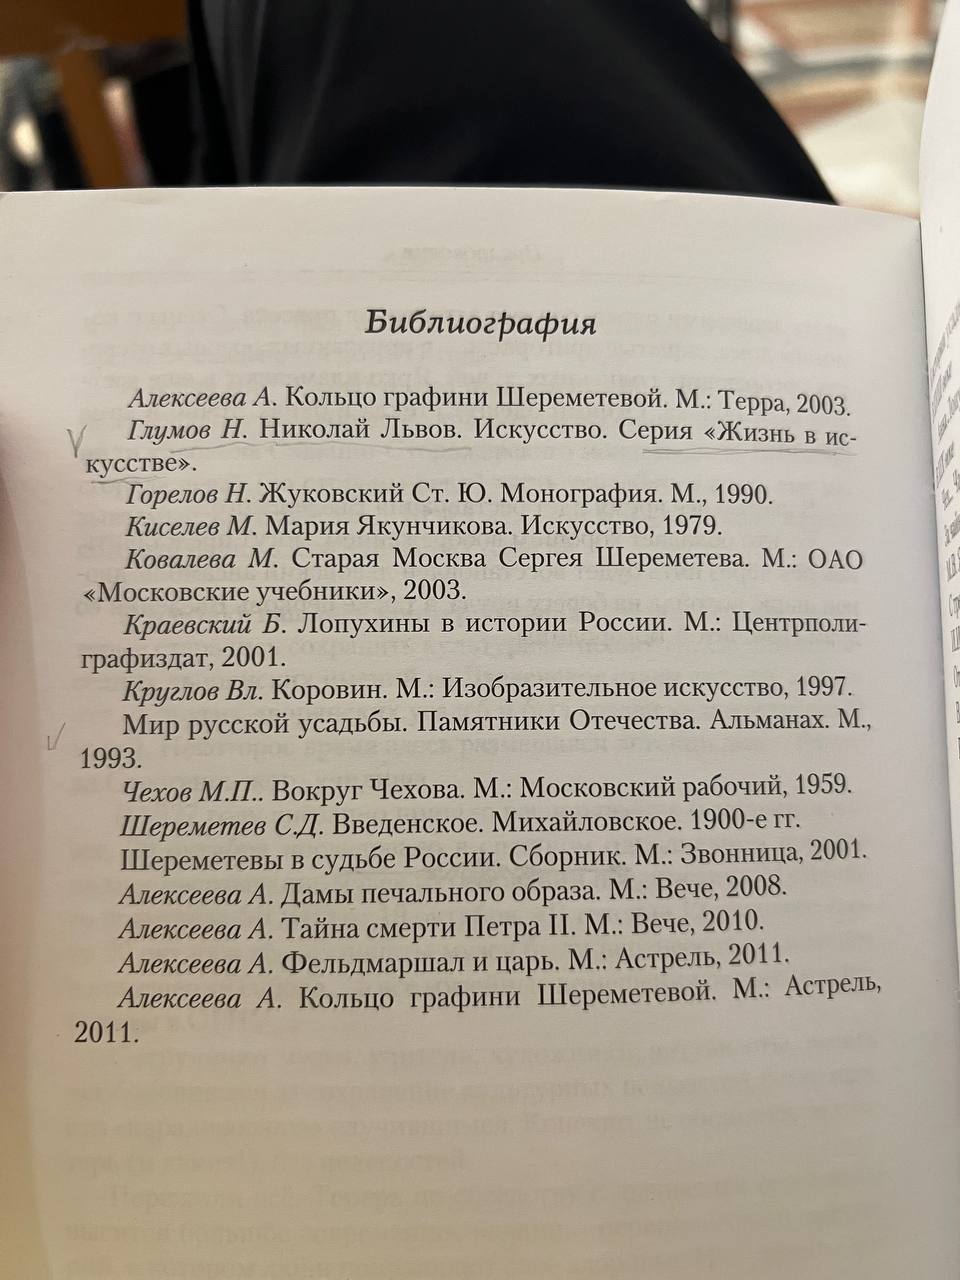 Библиография
Алексеева А. Кольцо графини Шереметевой. М.: Терра, 2003.
Глумов Н. Николай Львов. Искусство. Серия «Жизнь в ис-
кусстве».
Горелов Н. Жуковский Ст. Ю. Монография. М., 1990.
Киселев М. Мария Якунчикова. Искусство, 1979.
Ковалева М. Старая Москва Сергея Шереметева. М.: ОАО
«Московские учебники», 2003.
Краевский Б. Лопухины в истории России. М.: Центрполи-
графиздат, 2001.
Круглов Вл. Коровин. М.: Изобразительное искусство, 1997.
Мир русской усадьбы. Памятники Отечества. Альманах. М.,
1993.
Чехов М.П.. Вокруг Чехова. М.: Московский рабочий, 1959.
Шереметев С.Д. Введенское. Михайловское. 1900-е гг.
Шереметевы в судьбе России. Сборник. М.: Звонница, 2001.
Алексеева А. Дамы печального образа. М.: Вече, 2008.
Алексеева А. Тайна смерти Петра II. М.: Вече, 2010.
Алексеева А. Фельдмаршал и царь. М.: Астрель, 2011.
Алексеева А. Кольцо графини Шереметевой. М.: Астрель,
2011.